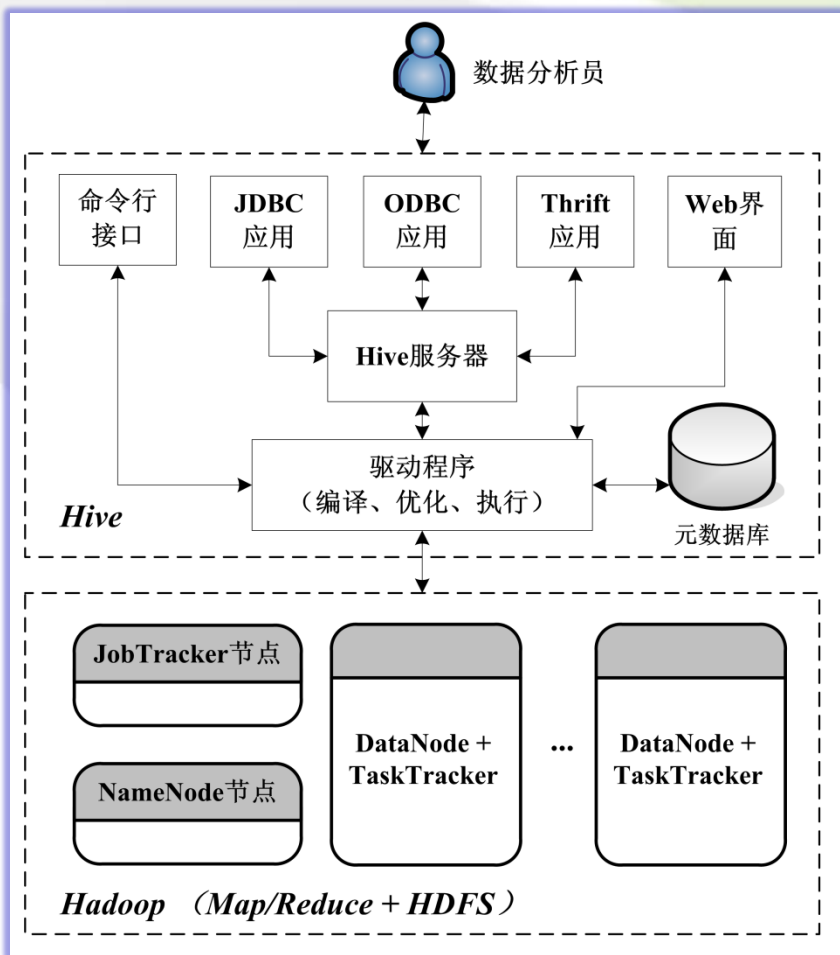 数据分析员
命令行
接口
JDBC
应用
ODBC
应用
Thrift
应用
Web界
面
Hive服务器
驱动程序
（编译、优化、执行）
Hive
元数据库
JobTracker节点
NameNode节点
DataNode +
TaskTracker
...
DataNode +
TaskTracker
Hadoop （Map/Reduce + HDFS）